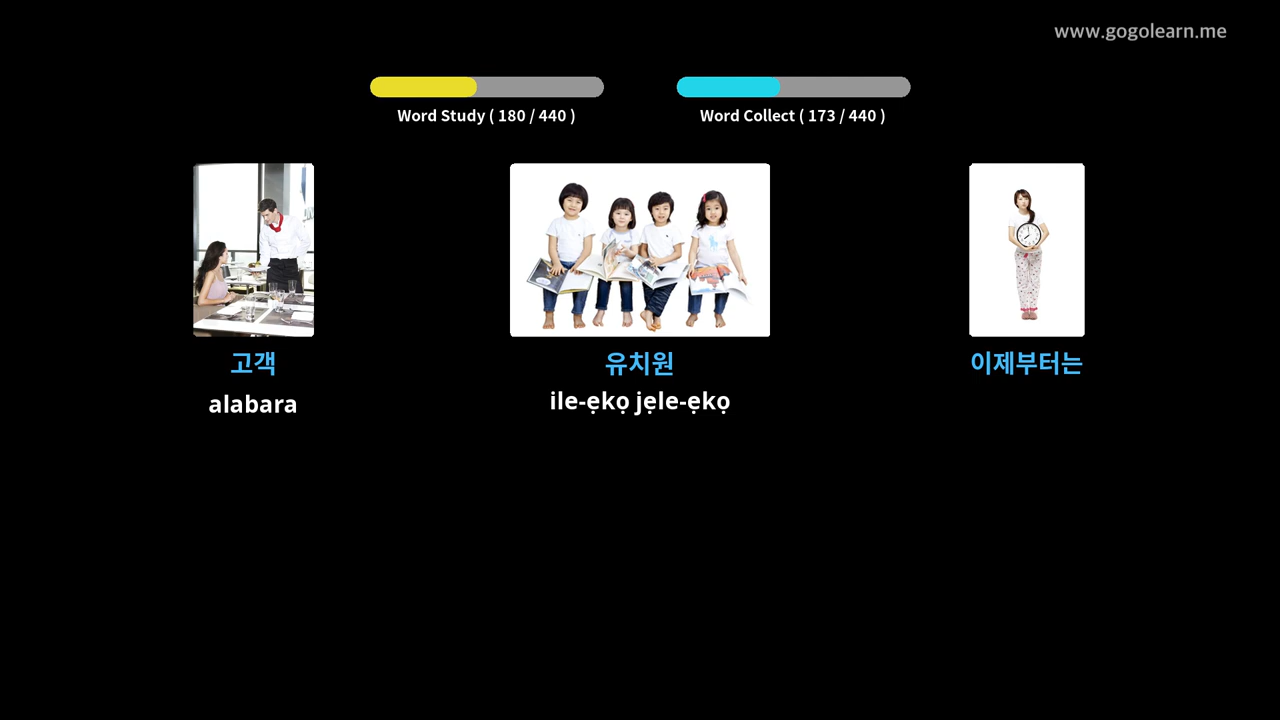 www.gogolearn.me
Word Study ( 180 / 440 )
Word Collect ( 173 / 440 )
고객
유치원
이제부터는
alabara
ile-ẹkọ jẹle-ẹkọ